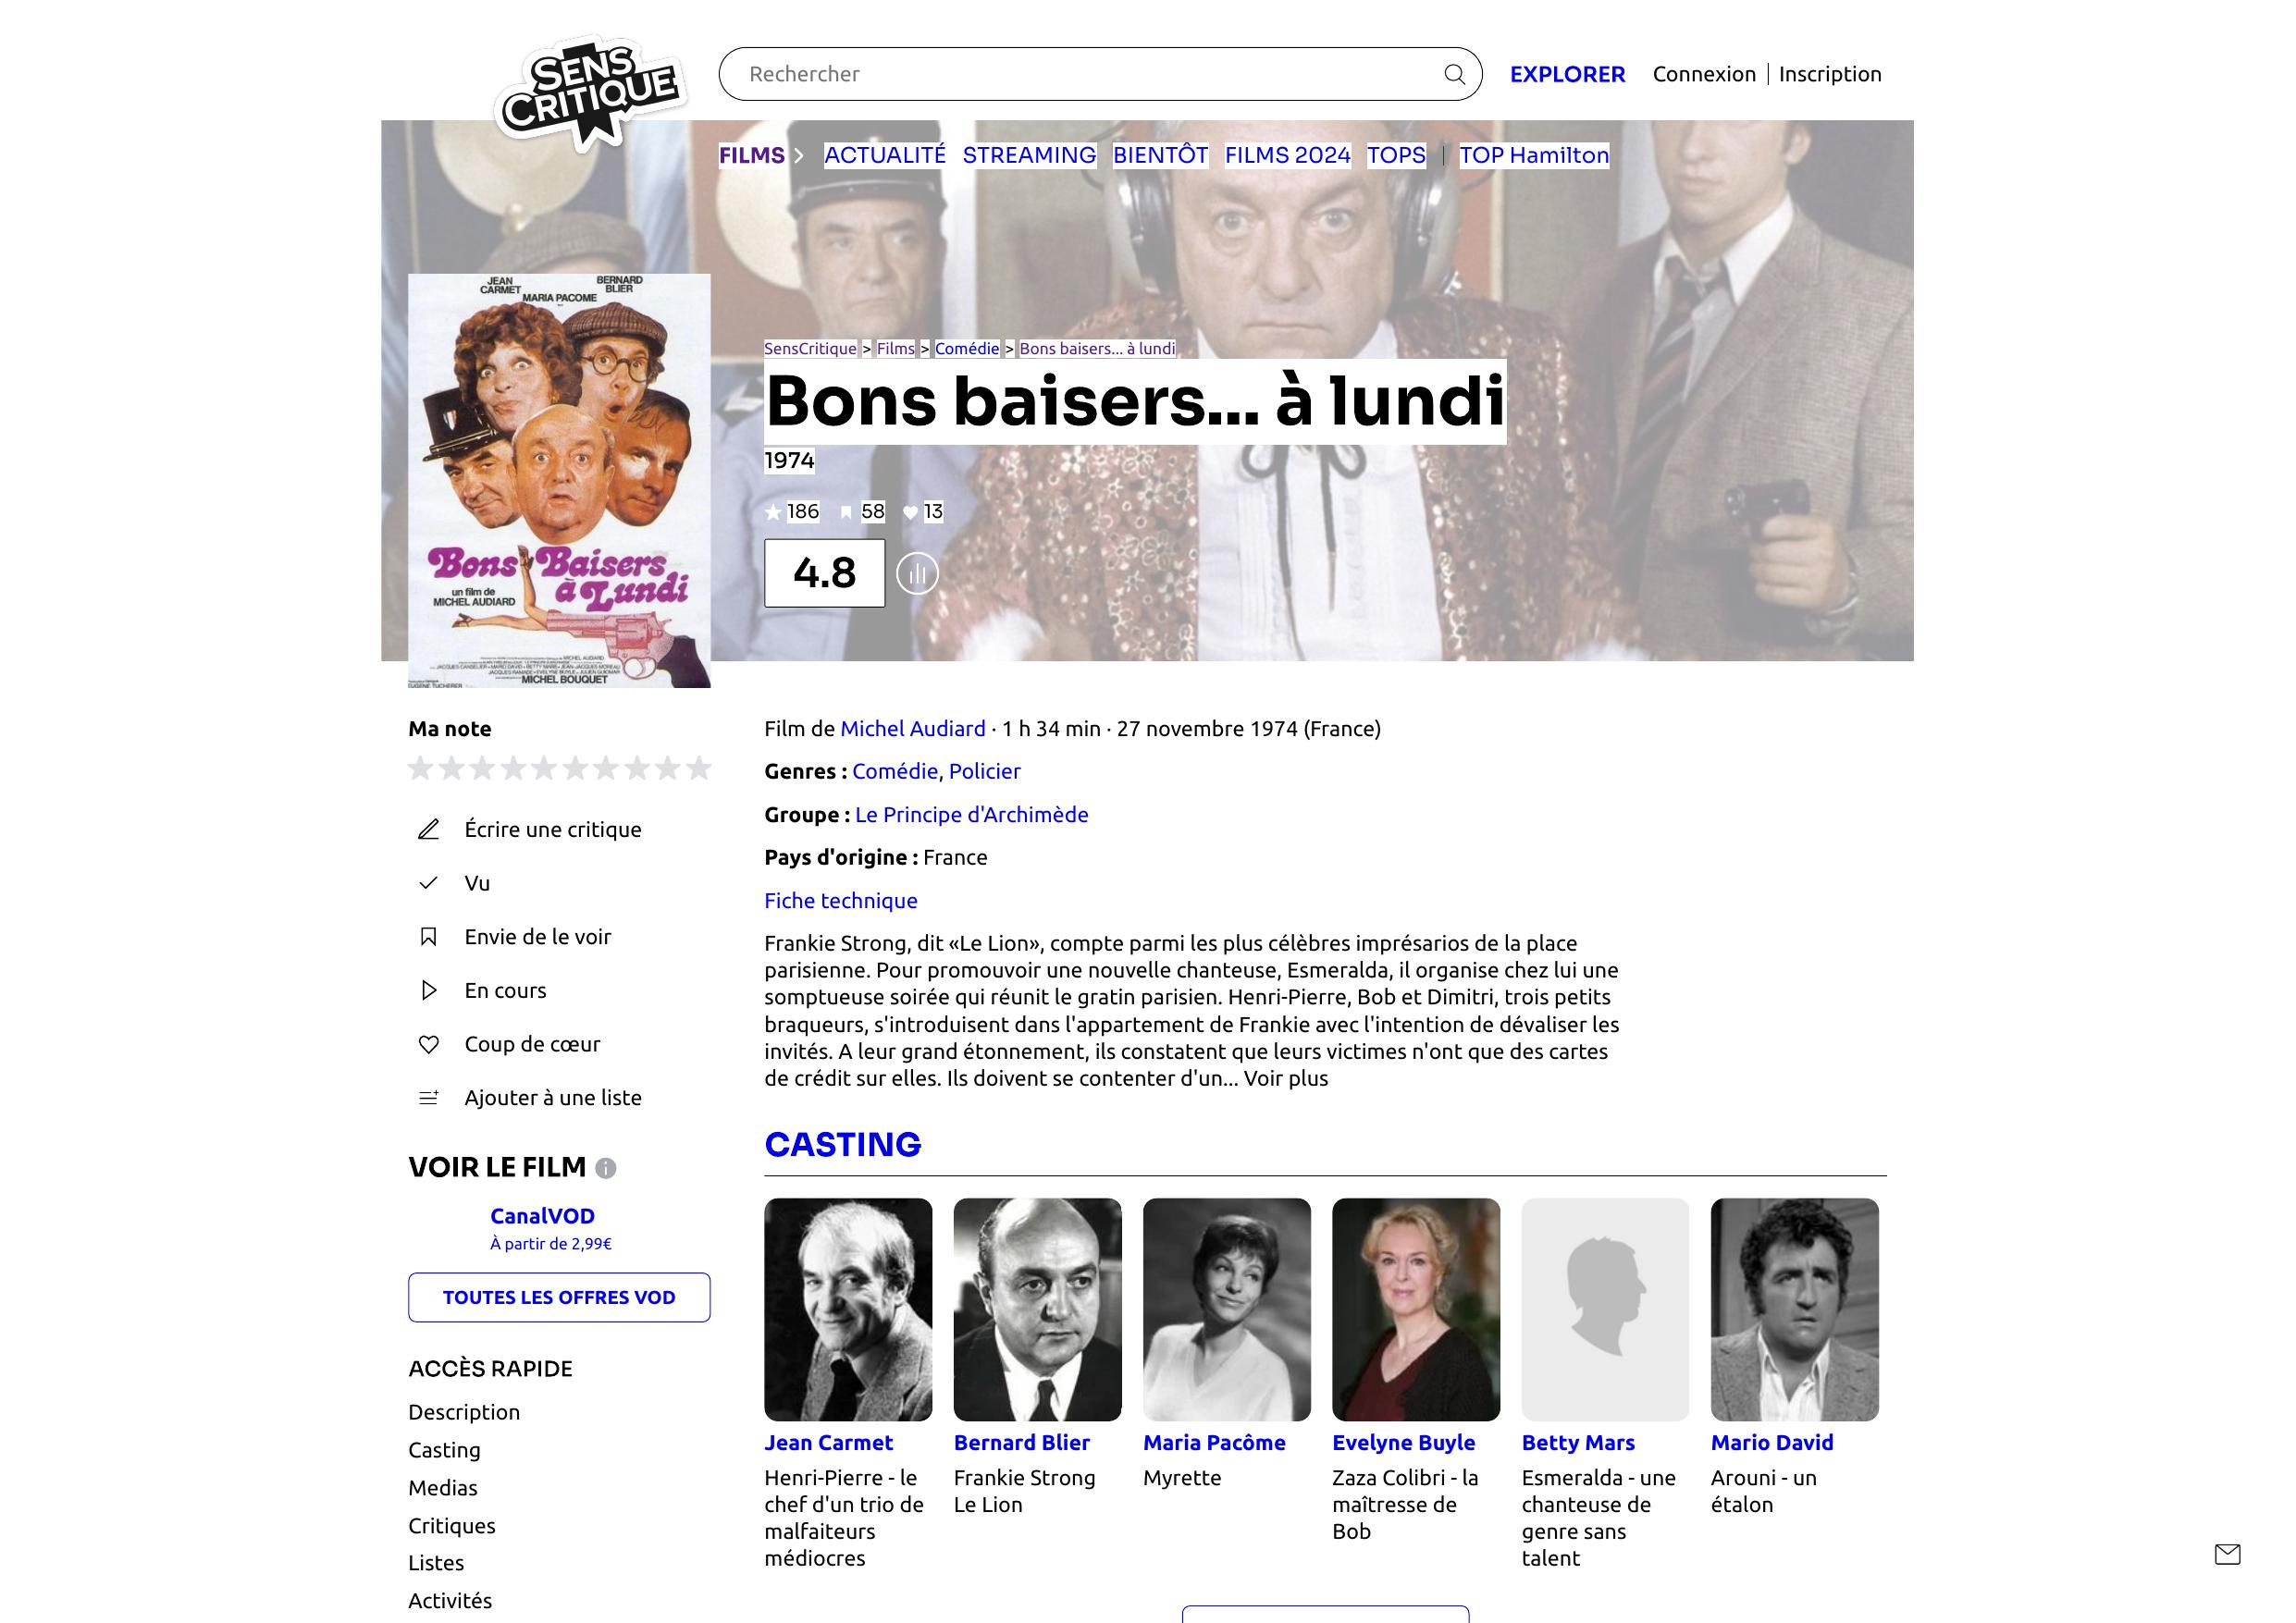 SENS
CRITIQUE
Rechercher
EXPLORER
Connexion
Inscription
FILMS
ACTUALITÉ
STREAMING
BIENTÔT
FILMS 2024
TOPS
TOP Hamilton
JEAN
CARMET
BERNARD
BLIER
MARIA PACOME
Bons Baisers
à Lundi
un film de
MICHEL AUDIARD
MICHEL BOUQUET
SensCritique > Films > Comédie > Bons baisers... à lundi
Bons baisers... à lundi
1974
186 58 13
4.8
Ma note
Écrire une critique
Vu
Envie de le voir
En cours
Coup de cœur
Ajouter à une liste
VOIR LE FILM
CanalVOD
À partir de 2,99€
TOUTES LES OFFRES VOD
ACCÈS RAPIDE
Description
Casting
Medias
Critiques
Listes
Activités
Film de Michel Audiard · 1 h 34 min · 27 novembre 1974 (France)
Genres : Comédie, Policier
Groupe : Le Principe d'Archimède
Pays d'origine : France
Fiche technique
Frankie Strong, dit «Le Lion», compte parmi les plus célèbres imprésarios de la place
parisienne. Pour promouvoir une nouvelle chanteuse, Esmeralda, il organise chez lui une
somptueuse soirée qui réunit le gratin parisien. Henri-Pierre, Bob et Dimitri, trois petits
braqueurs, s'introduisent dans l'appartement de Frankie avec l'intention de dévaliser les
invités. A leur grand étonnement, ils constatent que leurs victimes n'ont que des cartes
de crédit sur elles. Ils doivent se contenter d'un... Voir plus
CASTING
Jean Carmet
Henri-Pierre - le
chef d'un trio de
malfaiteurs
médiocres
Bernard Blier
Frankie Strong
Le Lion
Maria Pacôme
Myrette
Evelyne Buyle
Zaza Colibri - la
maîtresse de
Bob
Betty Mars
Esmeralda - une
chanteuse de
genre sans
talent
Mario David
Arouni - un
étalon